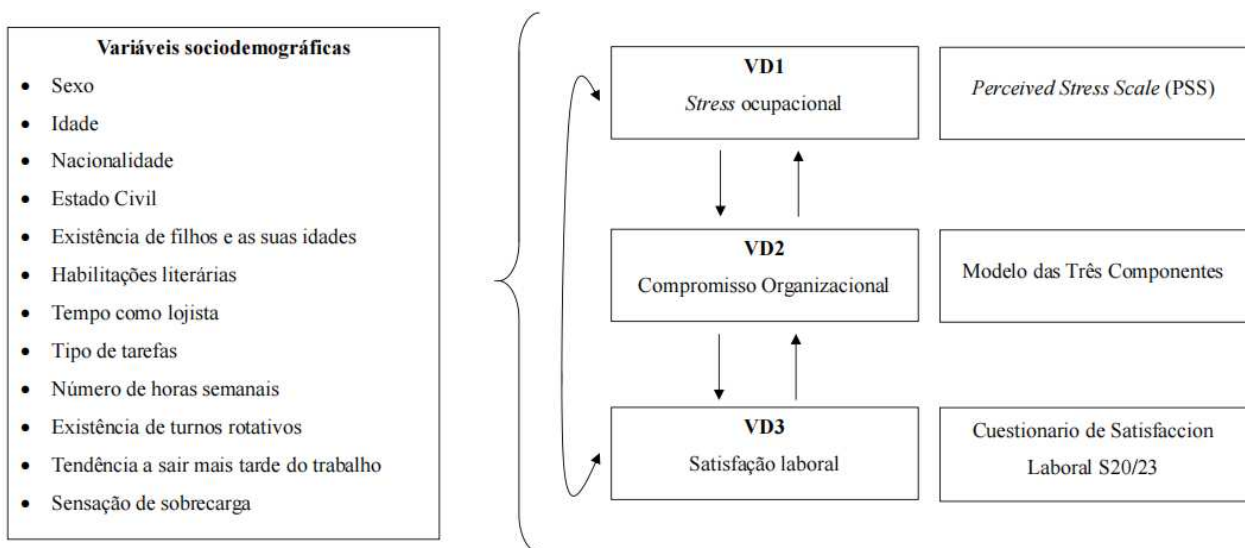 Variáveis sociodemográficas
• Sexo
• Idade
• Nacionalidade
• Estado Civil
• Existência de filhos e as suas idades
• Habilitações literárias
• Tempo como lojista
• Tipo de tarefas
• Número de horas semanais
• Existência de turnos rotativos
• Tendência a sair mais tarde do trabalho
• Sensação de sobrecarga
VD1
Stress ocupacional
Perceived Stress Scale (PSS)
VD2
Compromisso Organizacional
Modelo das Três Componentes
VD3
Satisfação laboral
Cuestionario de Satisfaccion
Laboral S20/23